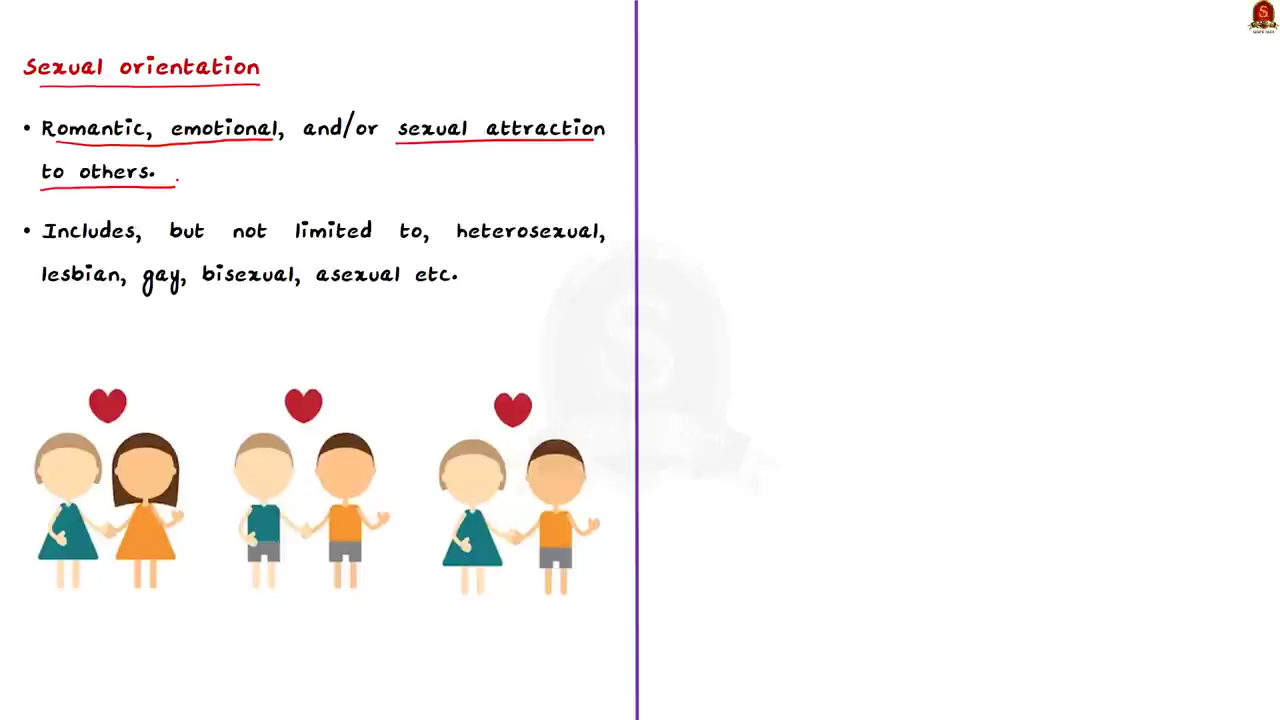 Sexual orientation
• Romantic, emotional, and/or sexual attraction
to others.
• Includes, but not limited to, heterosexual,
lesbian, gay, bisexual, asexual etc.
S
S